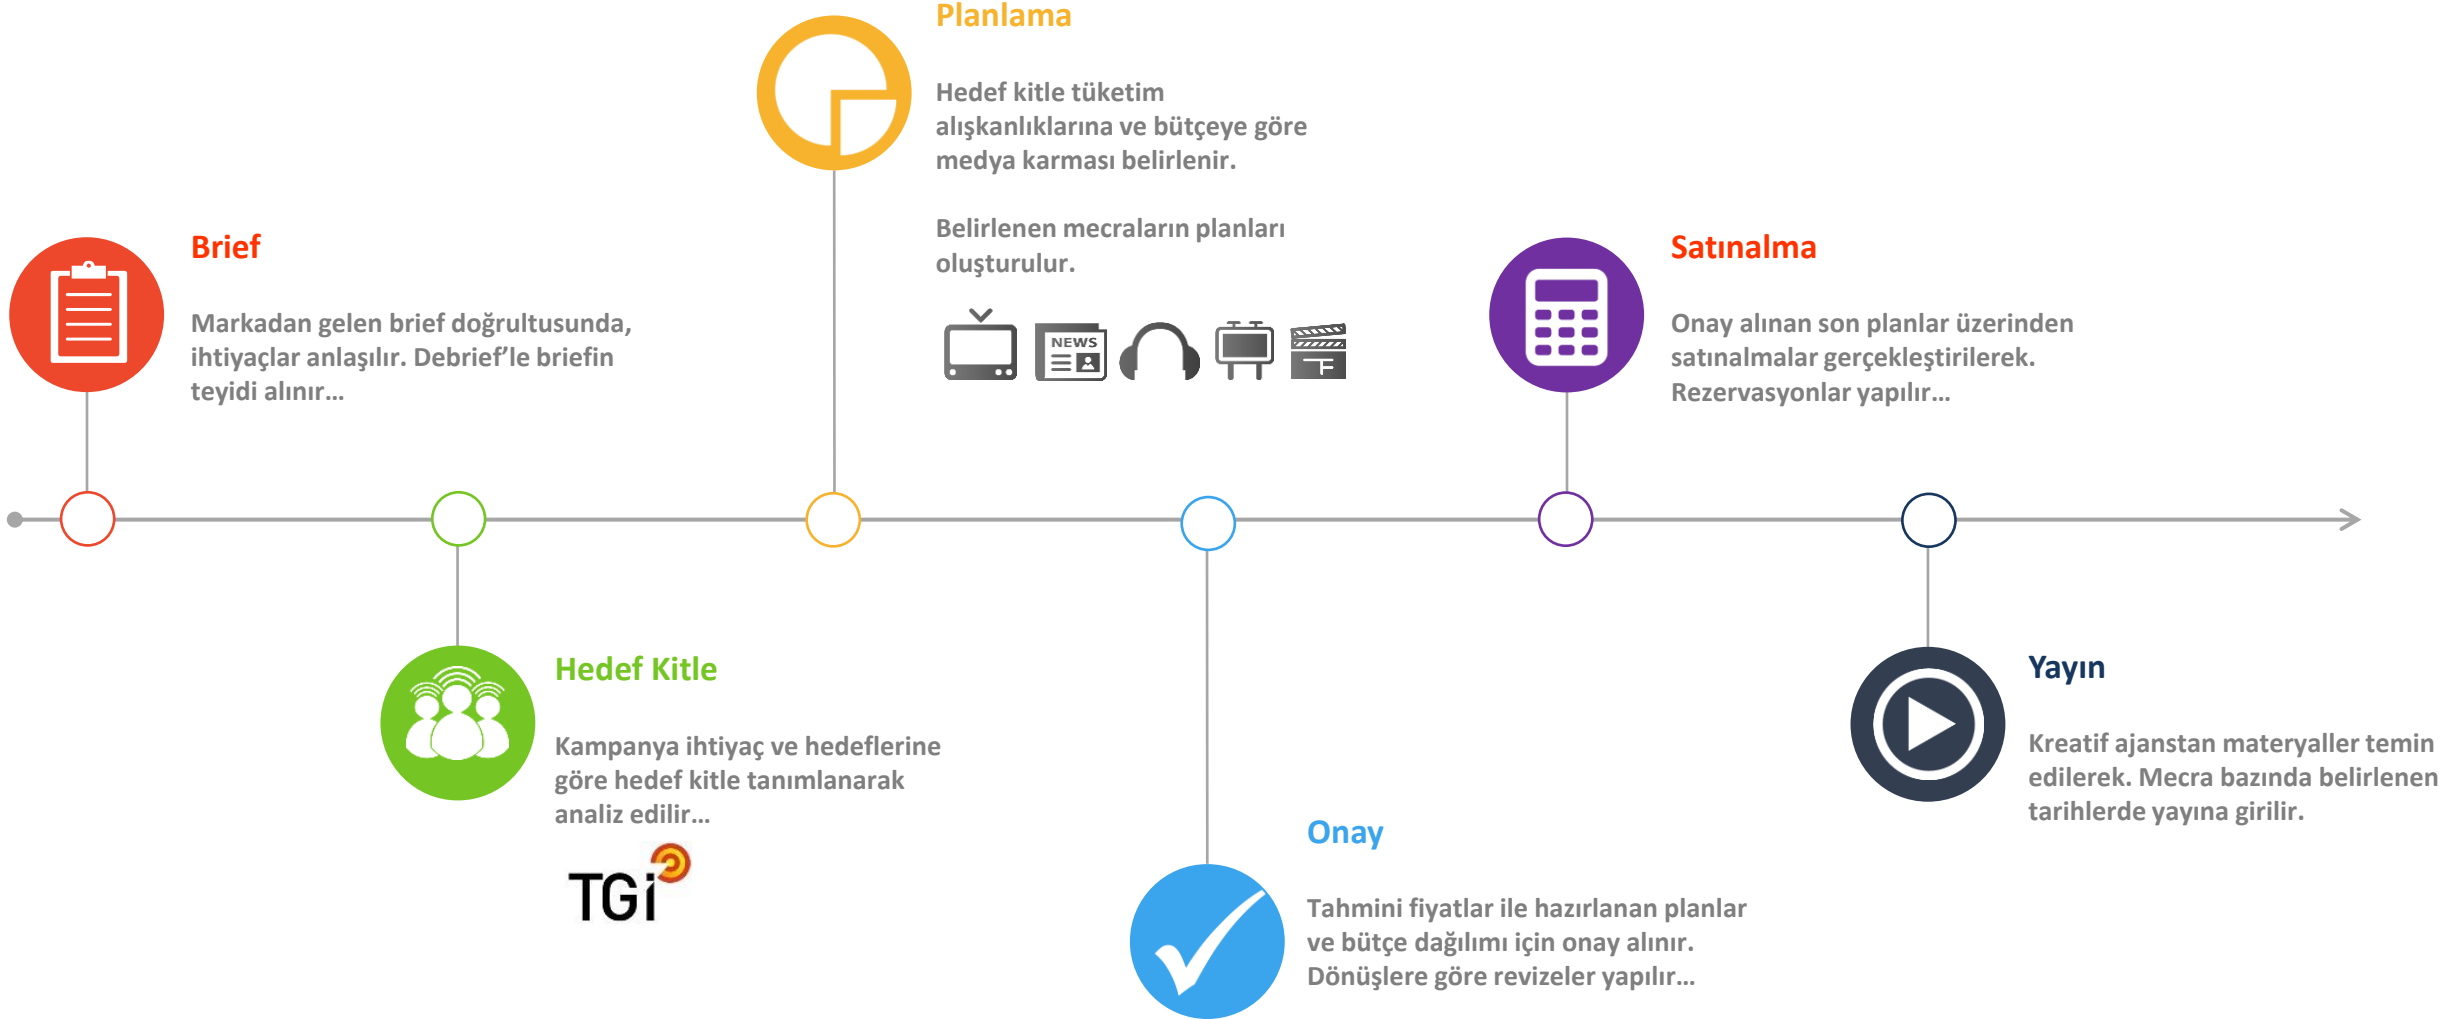 Brief
Markadan gelen brief doğrultusunda,
ihtiyaçlar anlaşılır. Debrief’le briefin
teyidi alınır…
Hedef Kitle
Kampanya ihtiyaç ve hedeflerine
göre hedef kitle tanımlanarak
analiz edilir…
TGi
Planlama
Hedef kitle tüketim
alışkanlıklarına ve bütçeye göre
medya karması belirlenir.
Belirlenen mecraların planları
oluşturulur.
NEWS
Onay
Tahmini fiyatlar ile hazırlanan planlar
ve bütçe dağılımı için onay alınır.
Dönüşlere göre revizeler yapılır…
Satınalma
Onay alınan son planlar üzerinden
satınalmalar gerçekleştirilerek.
Rezervasyonlar yapılır…
Yayın
Kreatif ajanstan materyaller temin
edilerek. Mecra bazında belirlenen
tarihlerde yayına girilir.